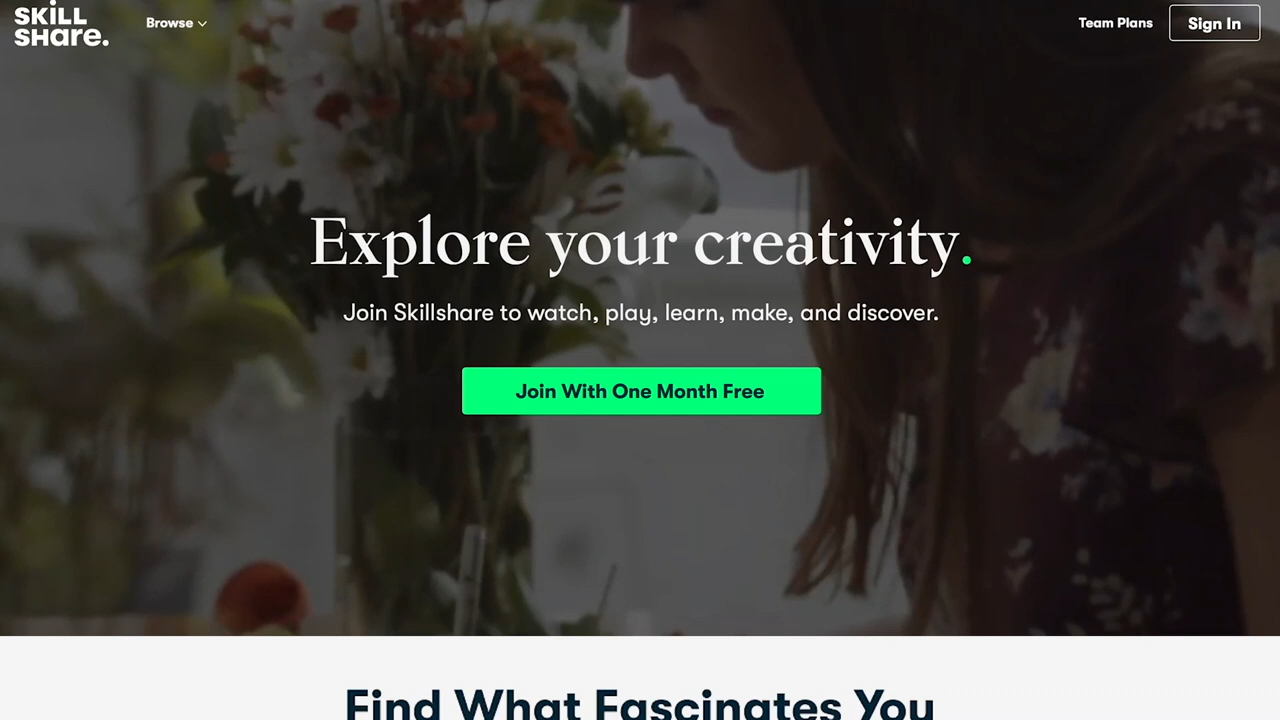 SKiLL
SHare.
Browse
Team Plans
Sign In
Explore your creativity.
Join Skillshare to watch, play, learn, make, and discover.
Join With One Month Free
Find What Fascinates You